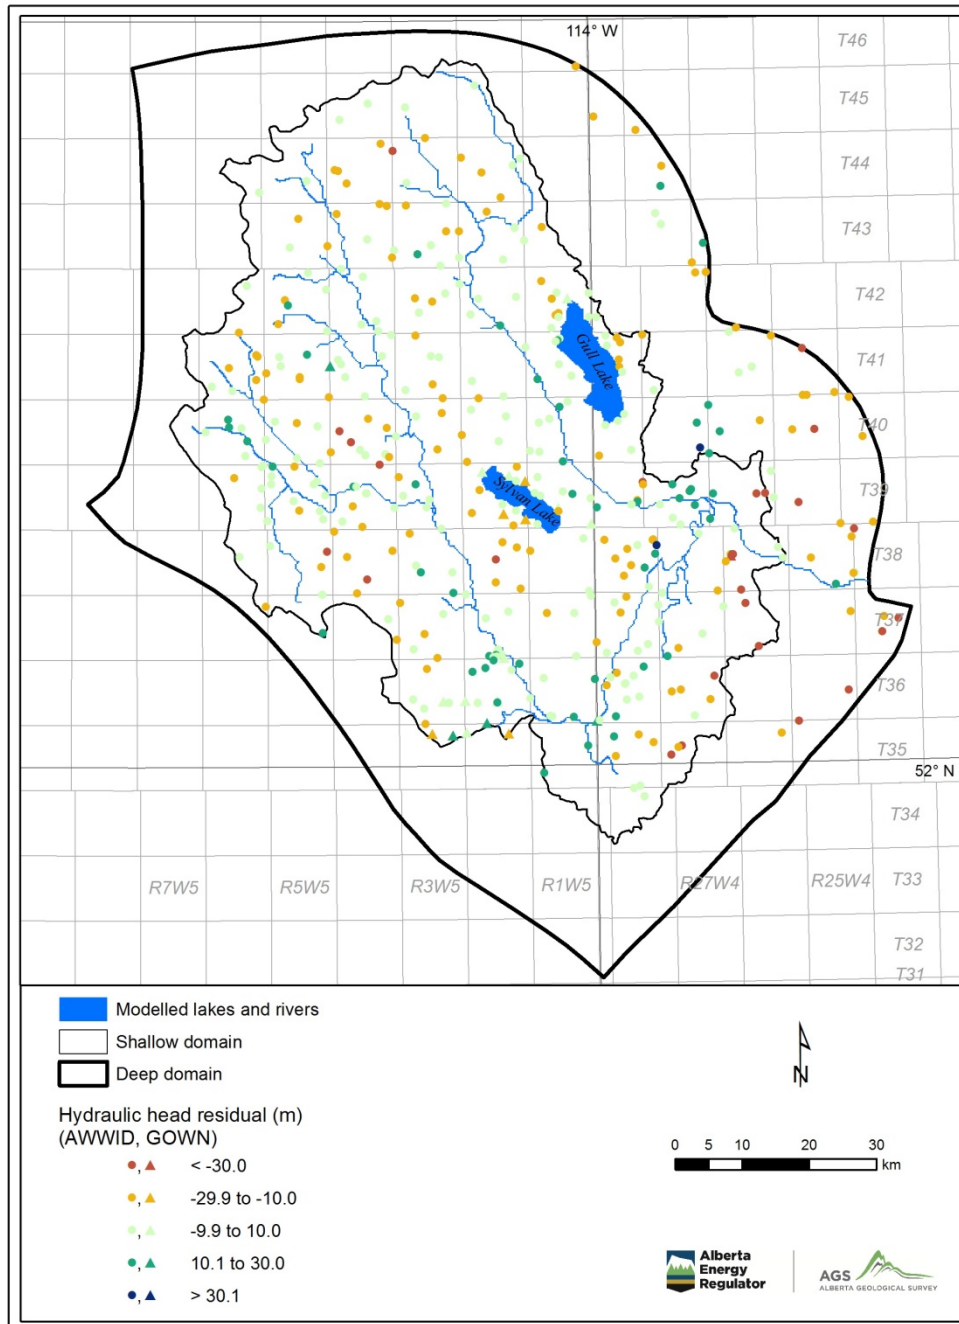 114° W
T46
T45
T44
T43
T42
T41
Gull Lake
T40
T39
Sylvan Lake
T38
T37
T36
T35
52° N
T34
R7W5 R5W5 R3W5 R1W5 R27W4 R25W4 T33
T32
T31
Modelled lakes and rivers
Shallow domain
Deep domain
N
Hydraulic head residual (m)
(AWWID, GOWN)
0 5 10 20 30
km
, < -30.0
, -29.9 to -10.0
, -9.9 to 10.0
, 10.1 to 30.0
, > 30.1
Alberta
Energy
Regulator
AGS
ALBERTA GEOLOGICAL SURVEY